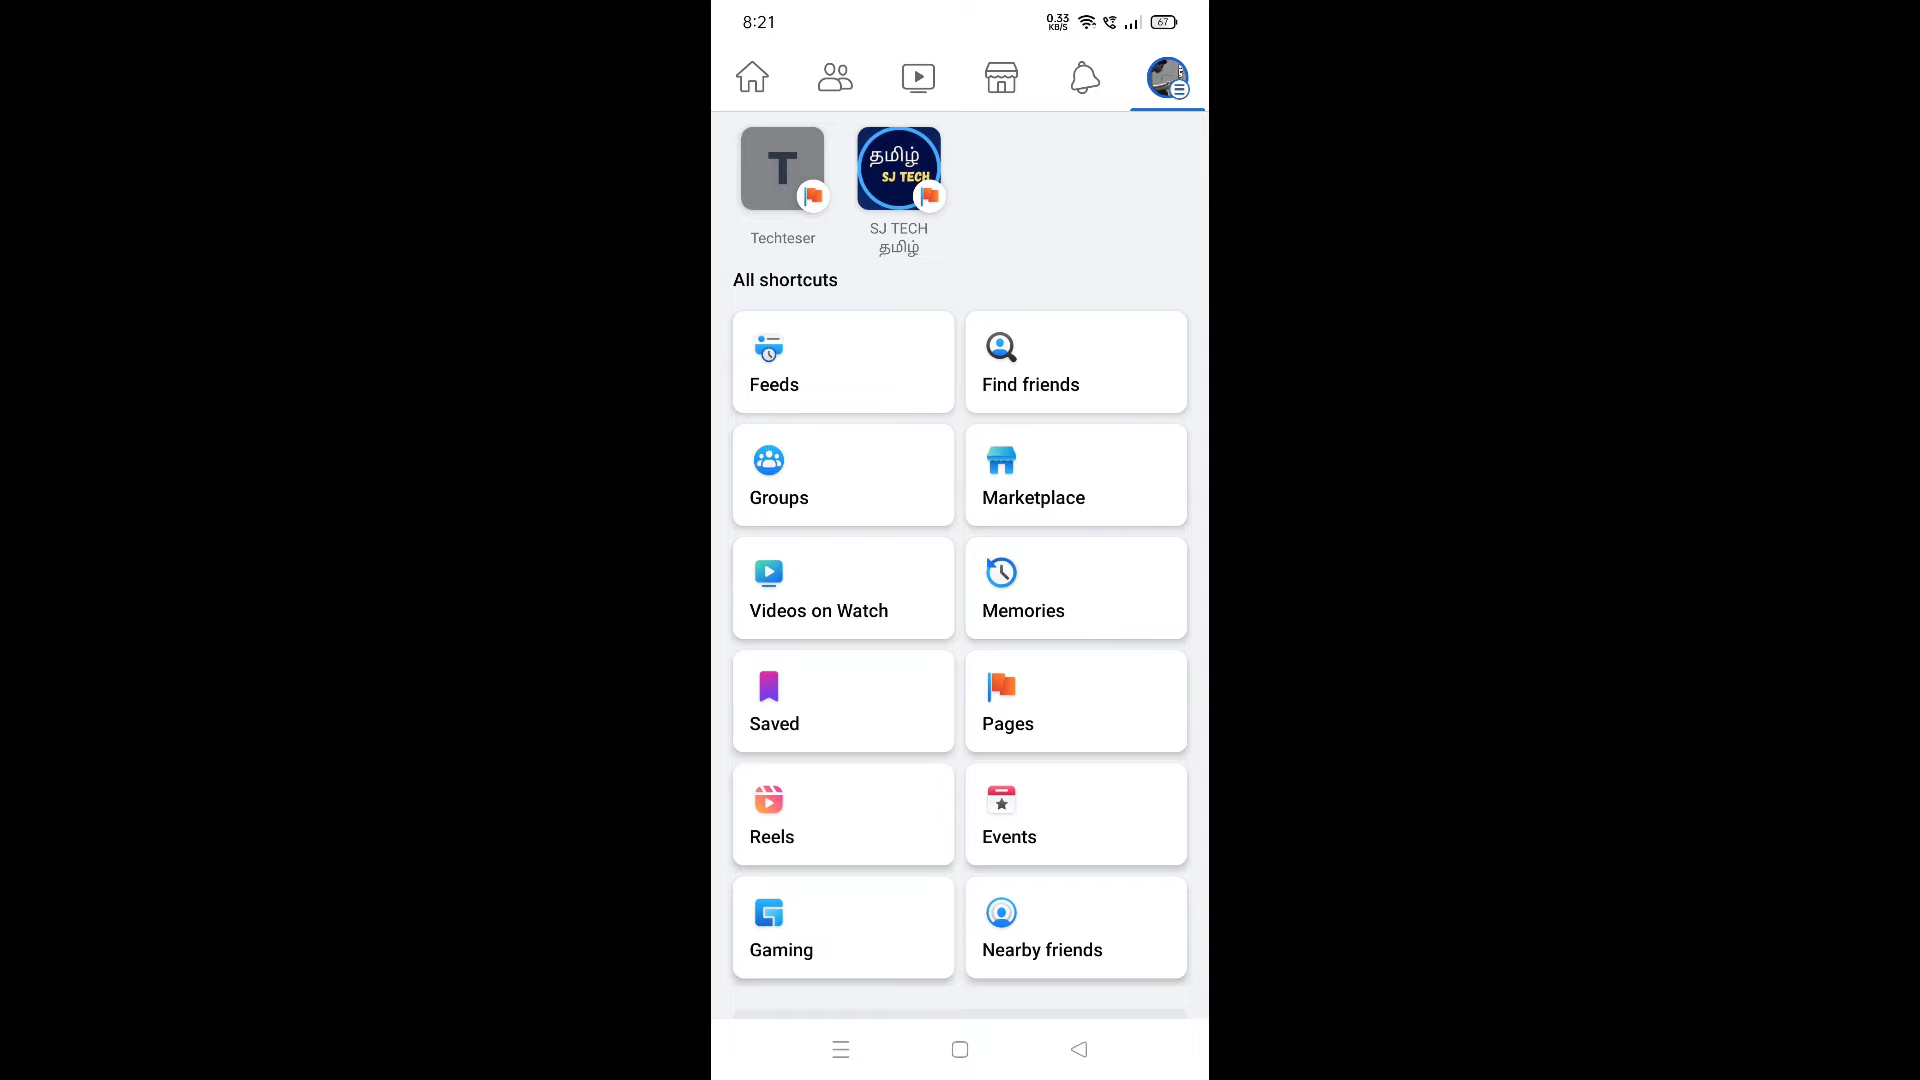 8:21
0.33
KB/S
67
T
தமிழ்
SJ TECH
Techteser
SJ TECH
தமிழ்
All shortcuts
Feeds
Find friends
Groups
Marketplace
Videos on Watch
Memories
Saved
Pages
Reels
Events
Gaming
Nearby friends